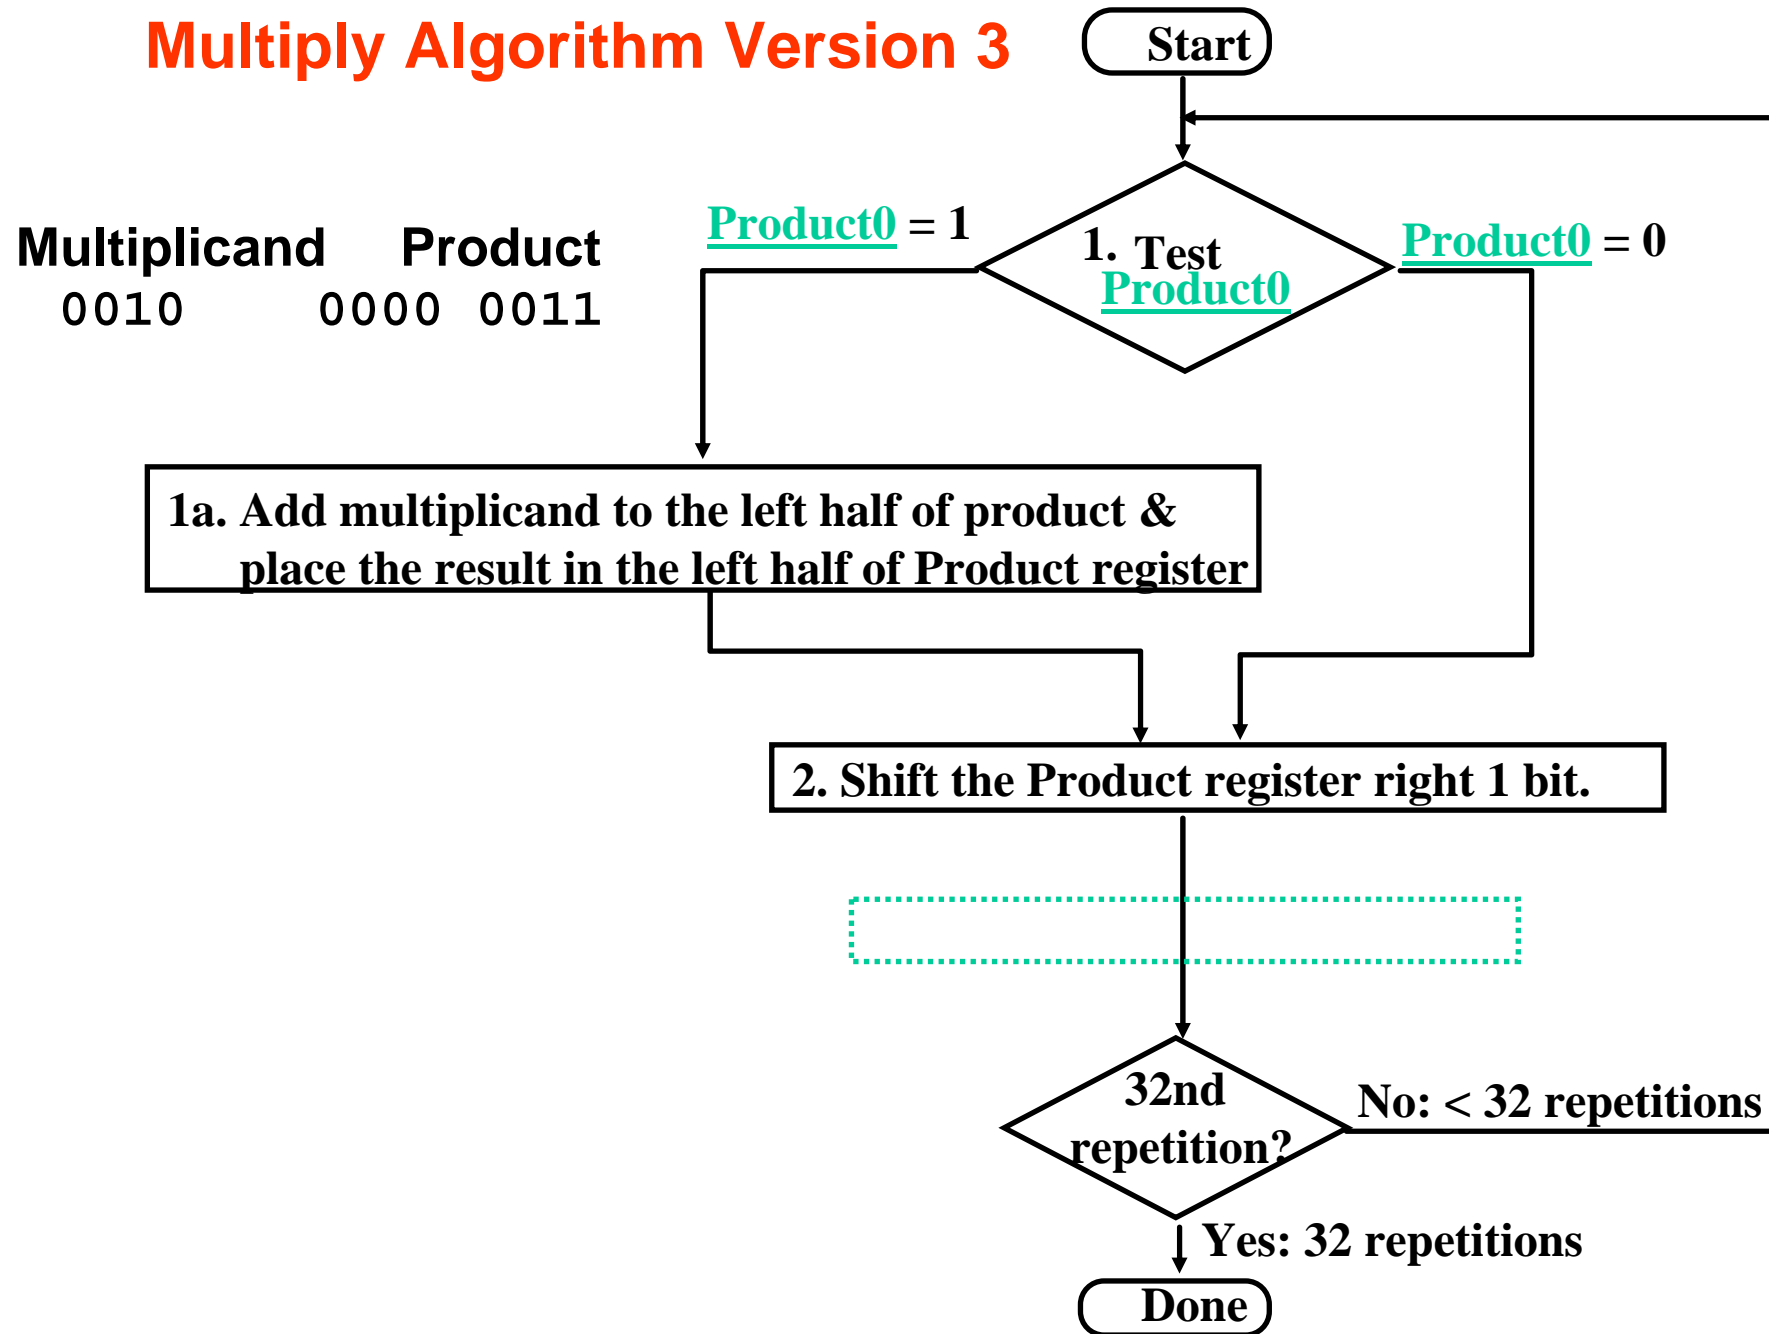 Multiply Algorithm Version 3
Start
Multiplicand Product
0010 0000 0011
Product0 = 1
1. Test
Product0
Product0 = 0
1a. Add multiplicand to the left half of product &
place the result in the left half of Product register
2. Shift the Product register right 1 bit.
32nd
repetition?
No: < 32 repetitions
Yes: 32 repetitions
Done